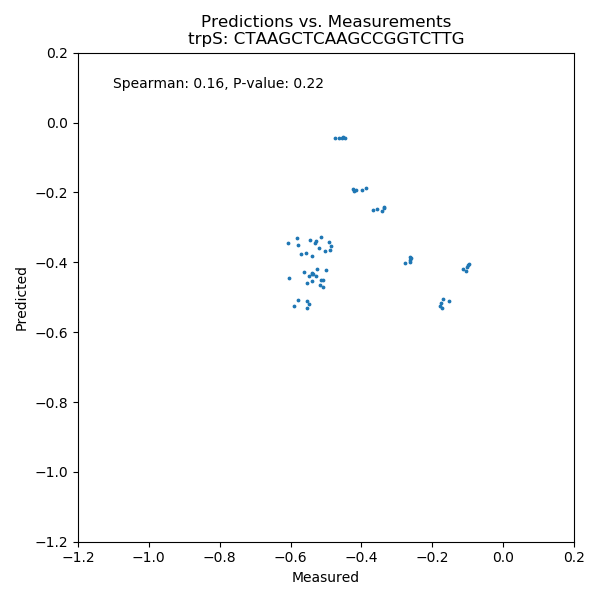 Predictions vs. Measurements
trpS: CTAAGCTCAAGCCGGTCTTG
Spearman: 0.16, P-value: 0.22
0.2
0.0
−0.2
−0.4
−0.6
−0.8
−1.0
−1.2
Predicted
−1.2 −1.0 −0.8 −0.6 −0.4 −0.2 0.0 0.2
Measured